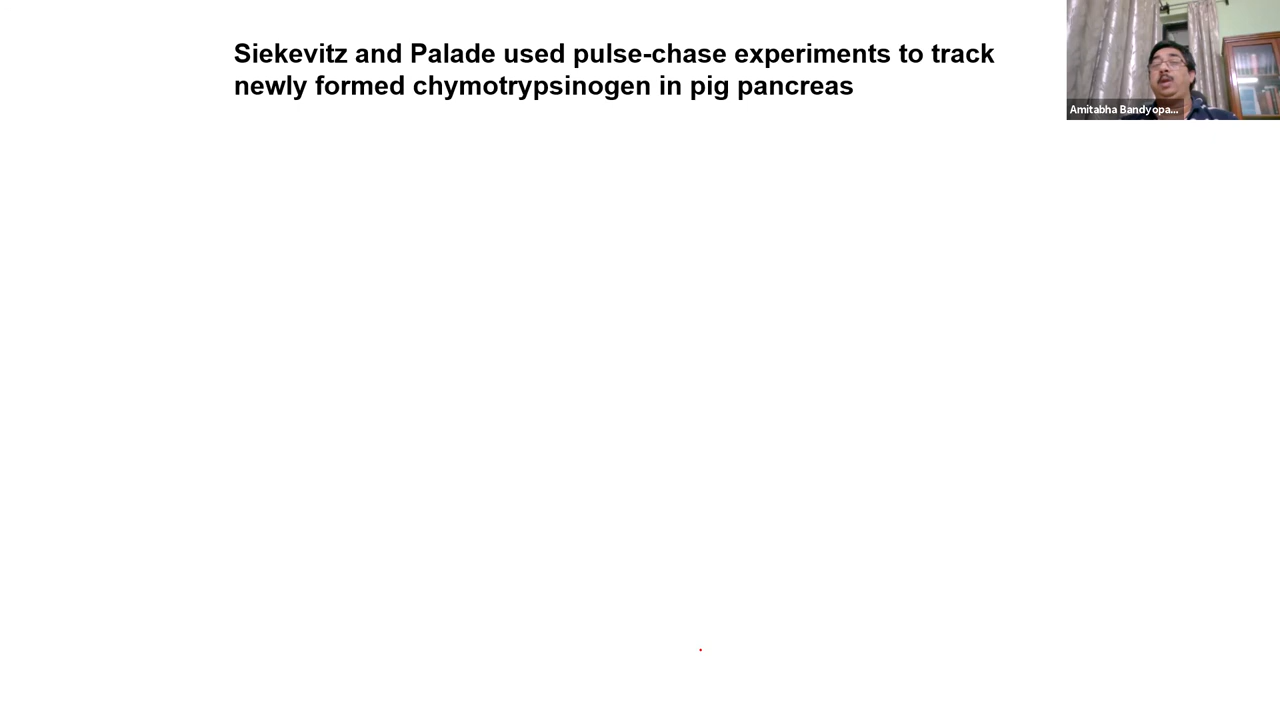 Siekevitz and Palade used pulse-chase experiments to track
newly formed chymotrypsinogen in pig pancreas
Amitabha Bandyopa...